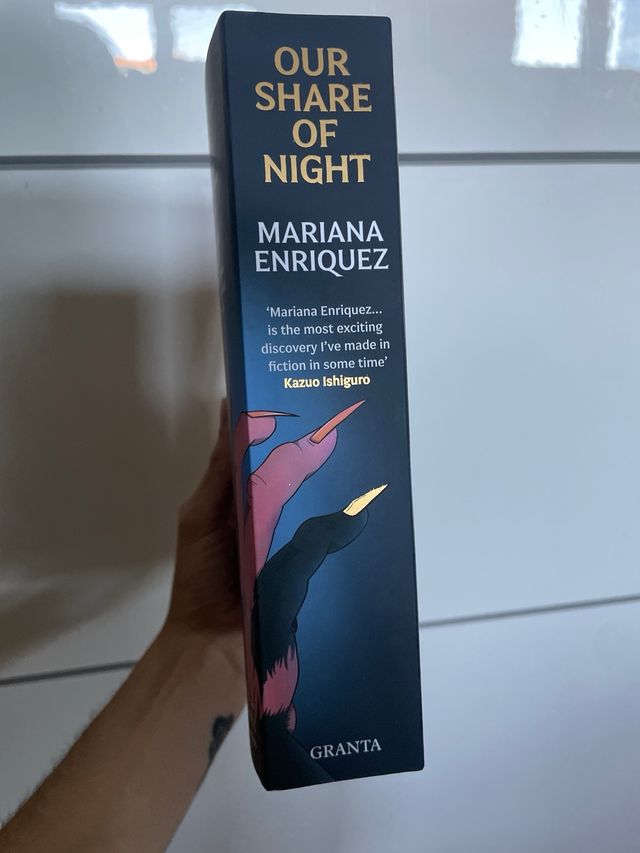 OUR
SHARE
OF
NIGHT
MARIANA
ENRIQUEZ
‘Mariana Enriquez...
is the most exciting
discovery I’ve made in
fiction in some time’
Kazuo Ishiguro
GRANTA